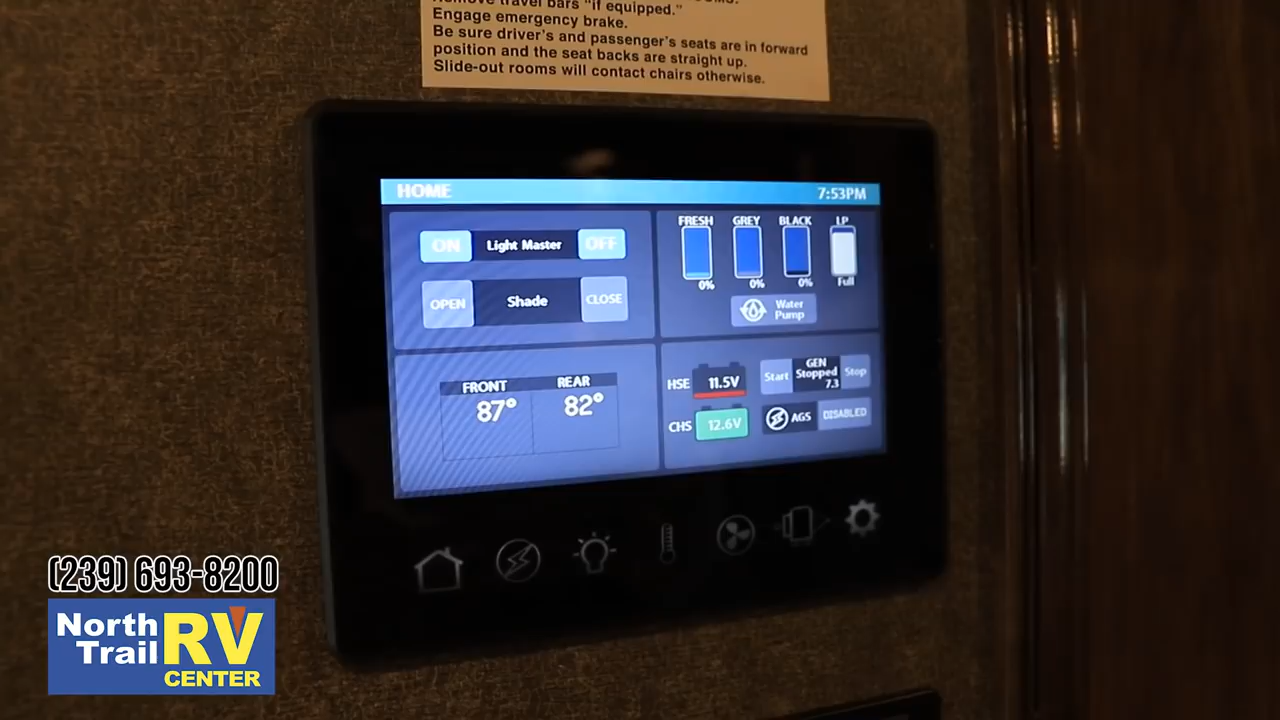 "if equipped."
Engage emergency brake.
Be sure driver's and passenger's seats are in forward
position and the seat backs are straight up.
Slide-out rooms will contact chairs otherwise.
HOME
7:53PM
ON
Light Master
OFF
OPEN
Shade
CLOSE
FRESH
GREY
BLACK
LP
0%
0%
0%
Full
Water
Pump
FRONT
REAR
87°
82°
HSE
11.5V
CHS
12.6V
Start
GEN
Stopped
7.3
Stop
AGS
DISABLED
(239) 693-8200
North
Trail
RV
CENTER